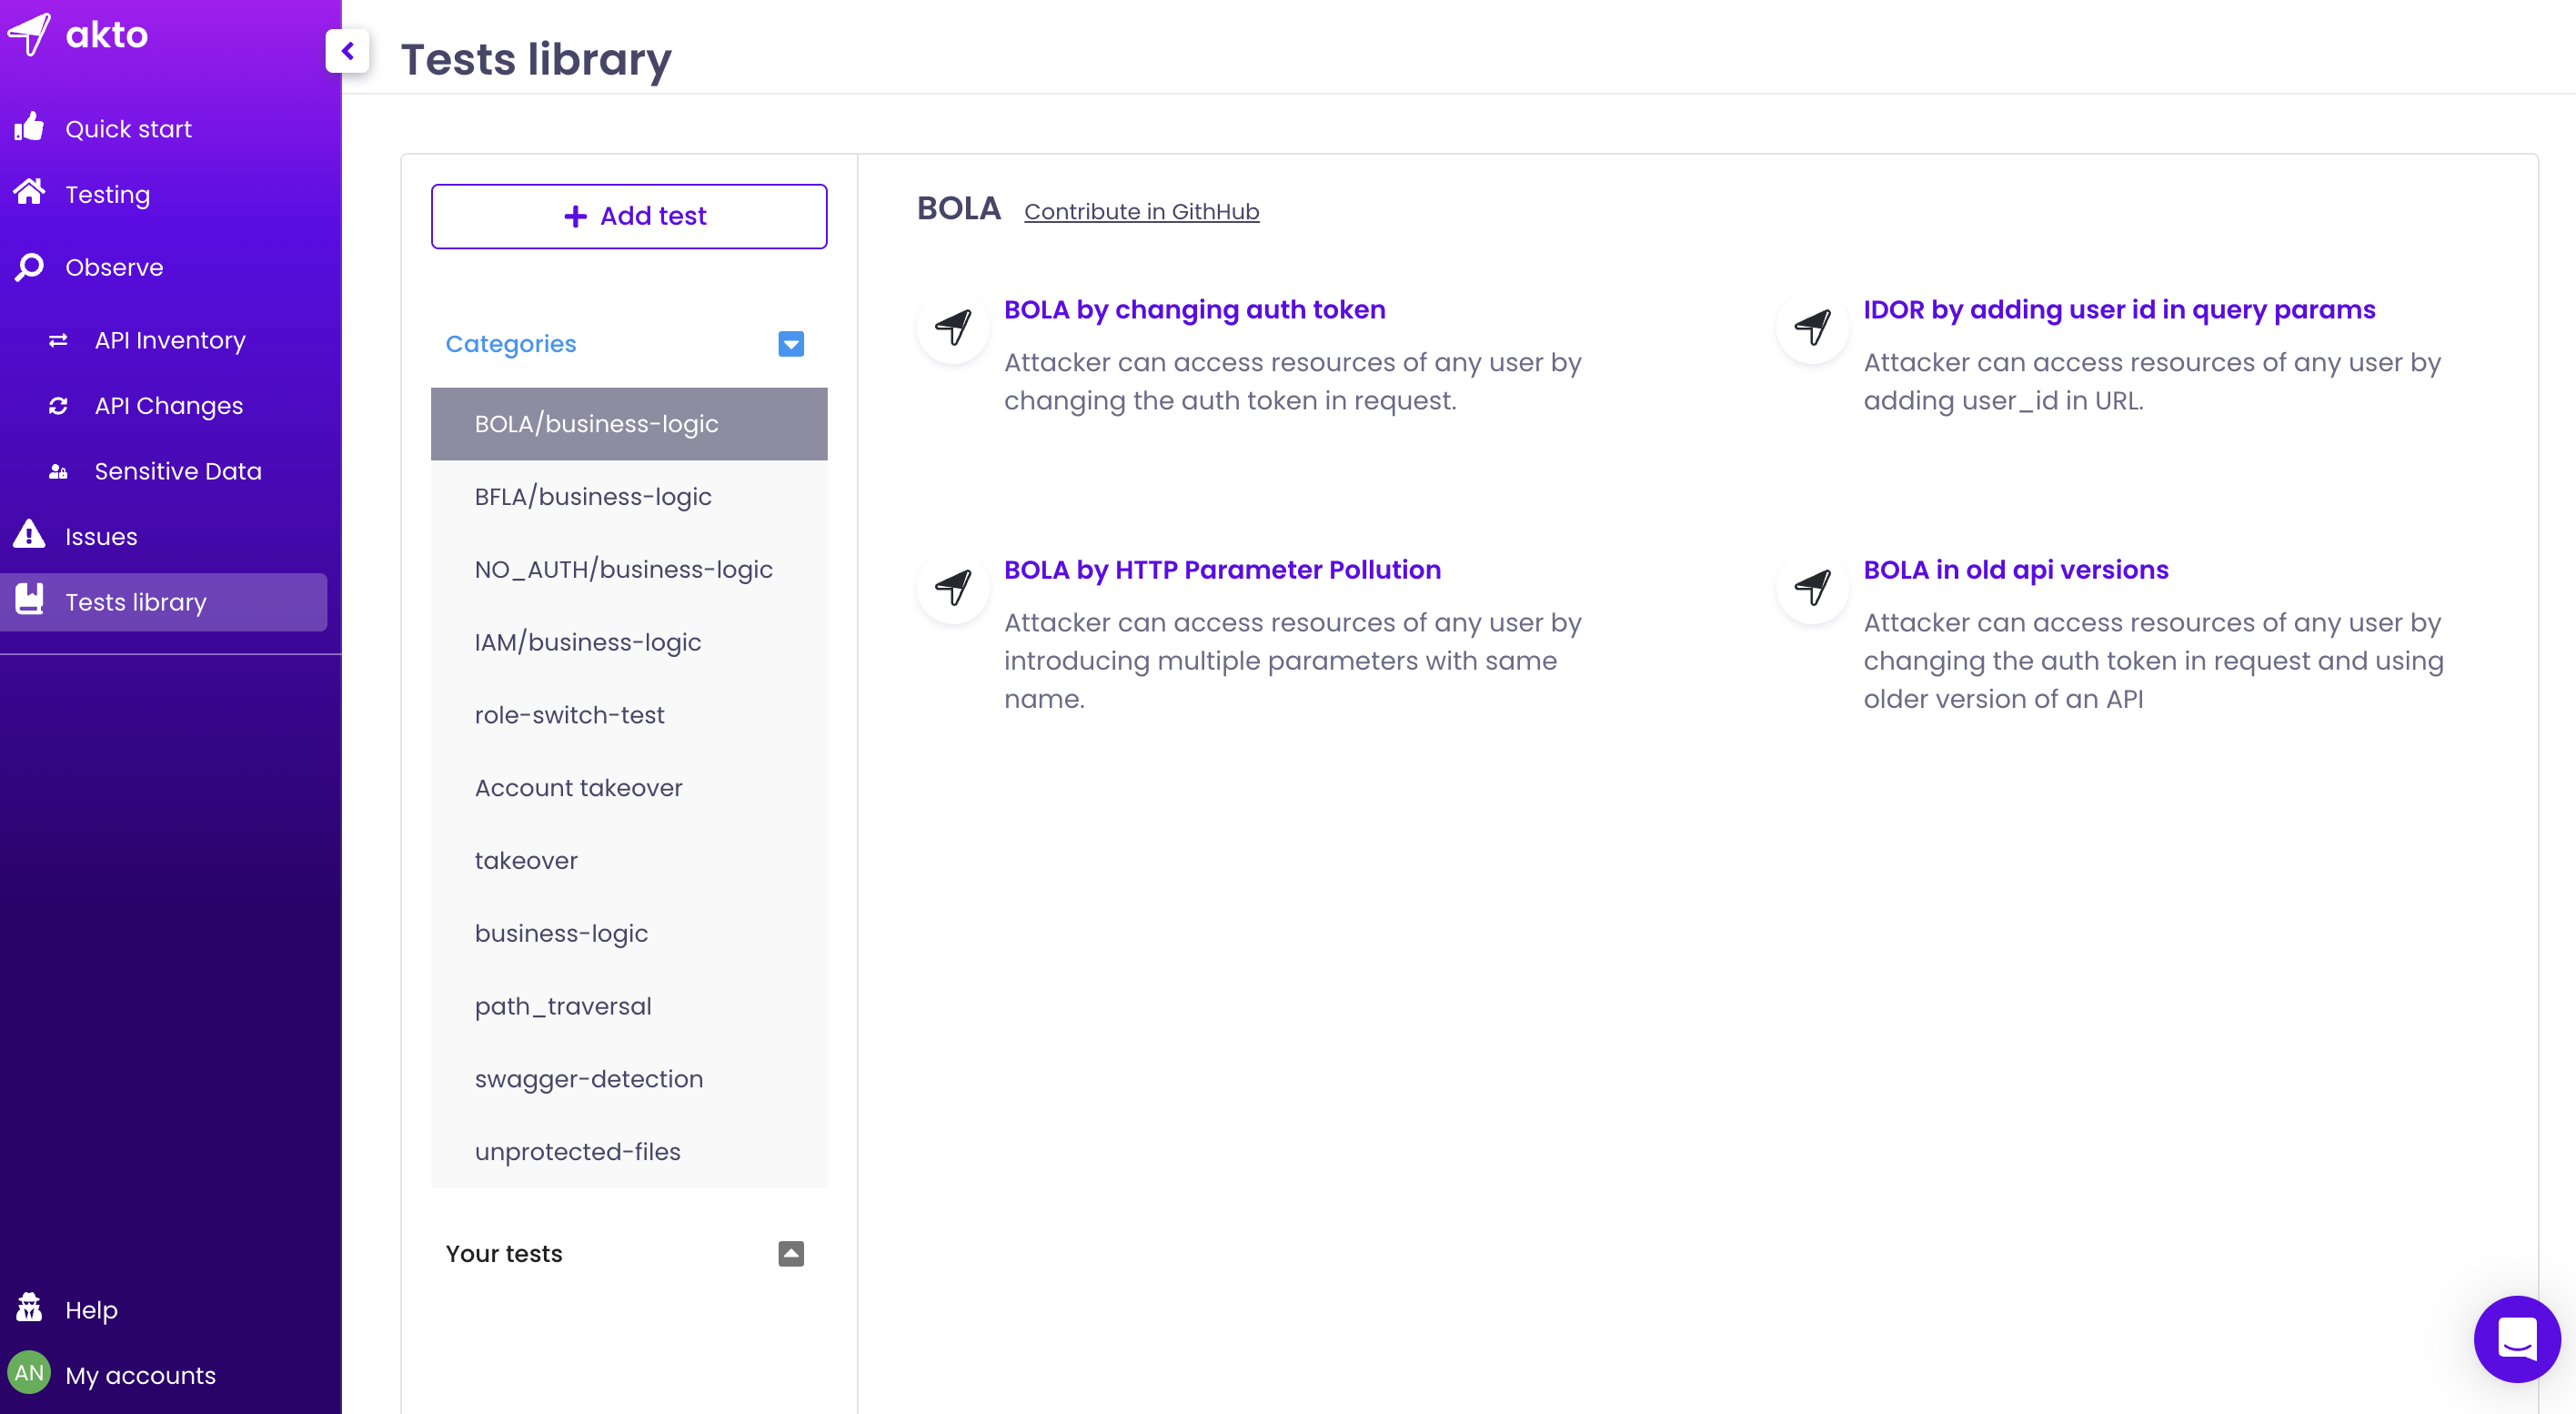 akto
Quick start
Testing
Observe
API Inventory
API Changes
Sensitive Data
Issues
Tests library
Help
AN
My accounts
Tests library
Add test
Categories
BOLA/business-logic
BFLA/business-logic
NO_AUTH/business-logic
IAM/business-logic
role-switch-test
Account takeover
takeover
business-logic
path_traversal
swagger-detection
unprotected-files
Your tests
BOLA Contribute in GithHub
BOLA by changing auth token
Attacker can access resources of any user by
changing the auth token in request.
IDOR by adding user id in query params
Attacker can access resources of any user by
adding user_id in URL.
BOLA by HTTP Parameter Pollution
Attacker can access resources of any user by
introducing multiple parameters with same
name.
BOLA in old api versions
Attacker can access resources of any user by
changing the auth token in request and using
older version of an API